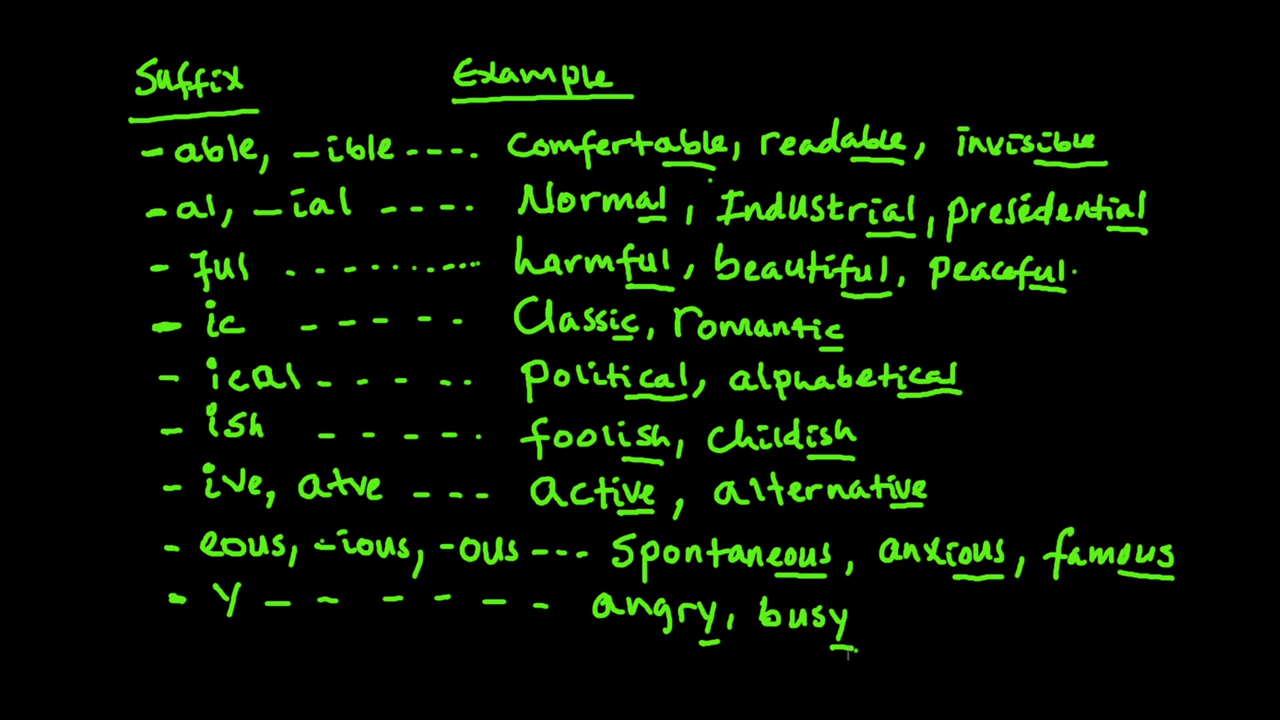 Suffix Example
- able, - ible ---. Comfertable, readable, invisible
- al, - ial ---. Normal, Industrial, presidential
- ful .......... harmful, beautiful, peaceful.
- ic ----- Classic, romantic
- ical ----. political, alphabetical
- ish ----. foolish, childish
- ive, atve --- active, alternative
- eous, -ious, -ous --- spontaneous, anxious, famous
- y ------ angry, busy